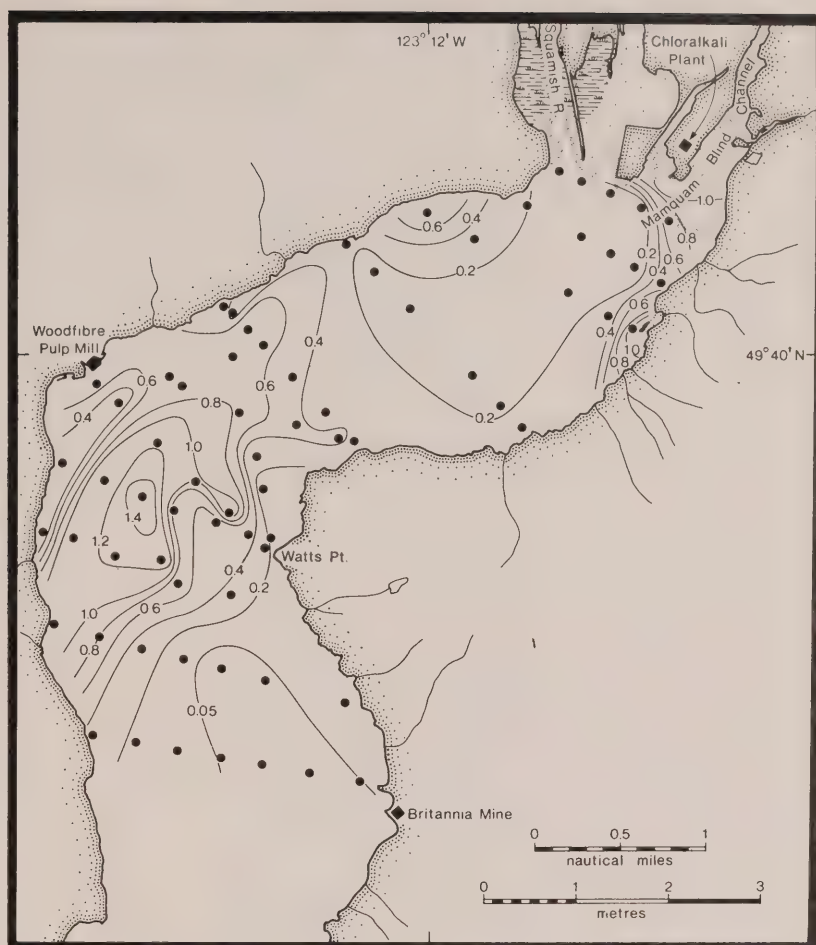 123° 12' W
Squamish R.
Chloralkali
Plant
Mamquam Blind Channel
1.0
0.8
0.6
0.4
0.2
0.6
0.4
0.2
0.6
0.4
1.0
0.8
49° 40' N
0.4
0.6
0.2
Woodfibre
Pulp Mill
0.6
0.4
0.8
1.0
1.4
1.2
Watts Pt.
0.4
0.2
1.0
0.6
0.8
0.05
Britannia Mine
0 0.5 1
nautical miles
0 1 2 3
metres